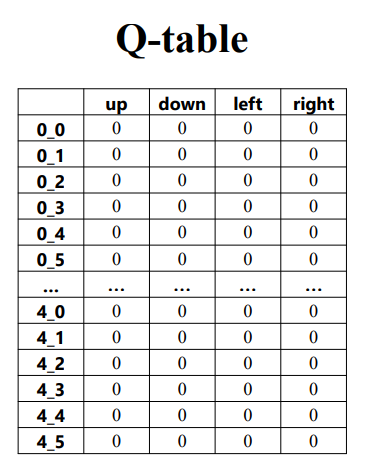 Q-table
up down left right
0_0 0 0 0 0
0_1 0 0 0 0
0_2 0 0 0 0
0_3 0 0 0 0
0_4 0 0 0 0
0_5 0 0 0 0
... ... ... ... ...
4_0 0 0 0 0
4_1 0 0 0 0
4_2 0 0 0 0
4_3 0 0 0 0
4_4 0 0 0 0
4_5 0 0 0 0